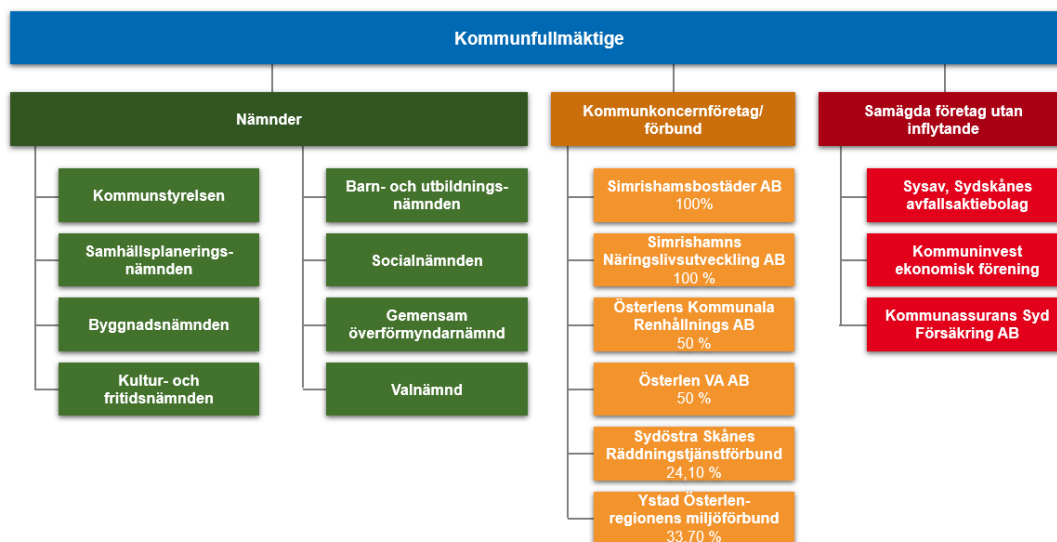 Kommunfullmäktige
Nämnder
Kommunstyrelsen
Samhällsplanerings-
nämnden
Byggnadsnämnden
Kultur- och
fritidsnämnden
Barn- och utbildnings-
nämnden
Socialnämnden
Gemensam
överförmyndarnämnd
Valnämnd
Kommunkoncernföretag/
förbund
Simrishamsbostäder AB
100%
Simrishamns
Näringslivsutveckling AB
100 %
Österlens Kommunala
Renhållnings AB
50 %
Österlen VA AB
50 %
Sydöstra Skånes
Räddningstjänstförbund
24,10 %
Ystad Österlen-
regionens miljöförbund
33,70 %
Samägda företag utan
inflytande
Sysav, Sydskånes
avfallsaktiebolag
Kommuninvest
ekonomisk förening
Kommunassurans Syd
Försäkring AB